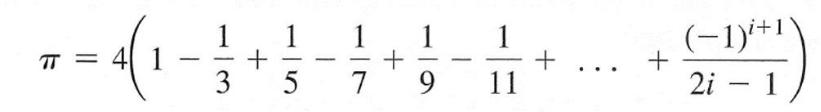 π = 4(1 − 1/3 + 1/5 − 1/7 + 1/9 − 1/11 + ... + (−1)^{i+1}/(2i − 1))